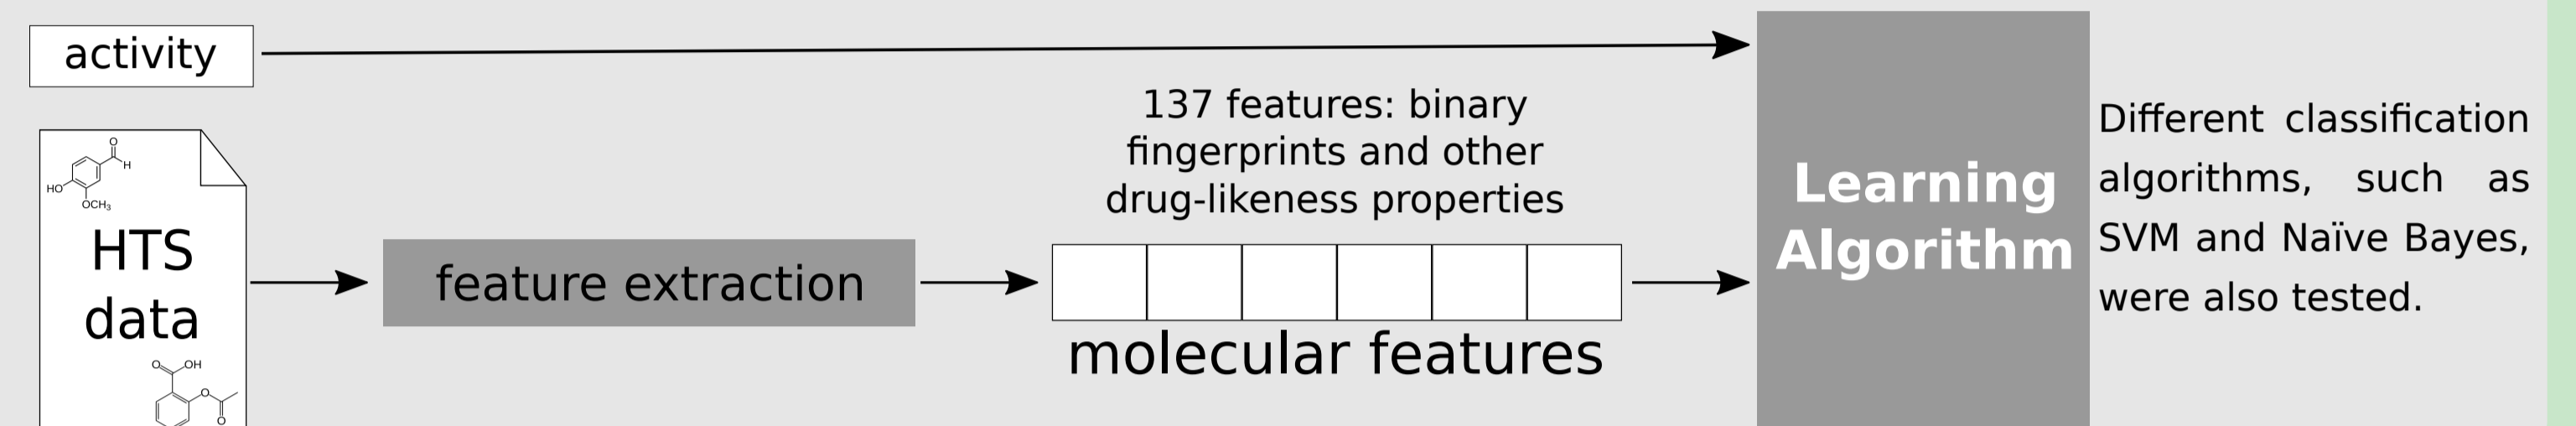 activity
137 features: binary
fingerprints and other
drug-likeness properties
O
H
HO
OCH₃
HTS
data
feature extraction
molecular features
Learning
Algorithm
Different classification
algorithms, such as
SVM and Naïve Bayes,
were also tested.
O
OH
O
O